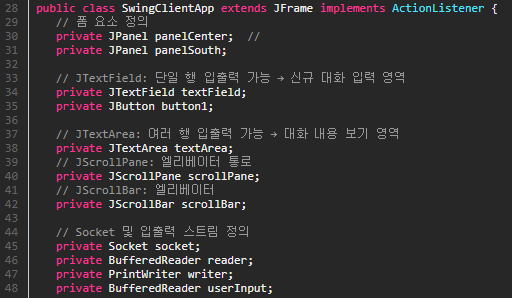 28 public class SwingClientApp extends JFrame implements ActionListener {
29 // 폼 요소 정의
30 private JPanel panelCenter; //
31 private JPanel panelSouth;
32
33 // JTextField: 단일 행 입출력 가능 → 신규 대화 입력 영역
34 private JTextField textField;
35 private JButton button1;
36
37 // JTextArea: 여러 행 입출력 가능 → 대화 내용 보기 영역
38 private JTextArea textArea;
39 // JScrollPane: 엘리베이터 통로
40 private JScrollPane scrollPane;
41 // JScrollBar: 엘리베이터
42 private JScrollBar scrollBar;
43
44 // Socket 및 입출력 스트림 정의
45 private Socket socket;
46 private BufferedReader reader;
47 private PrintWriter writer;
48 private BufferedReader userInput;